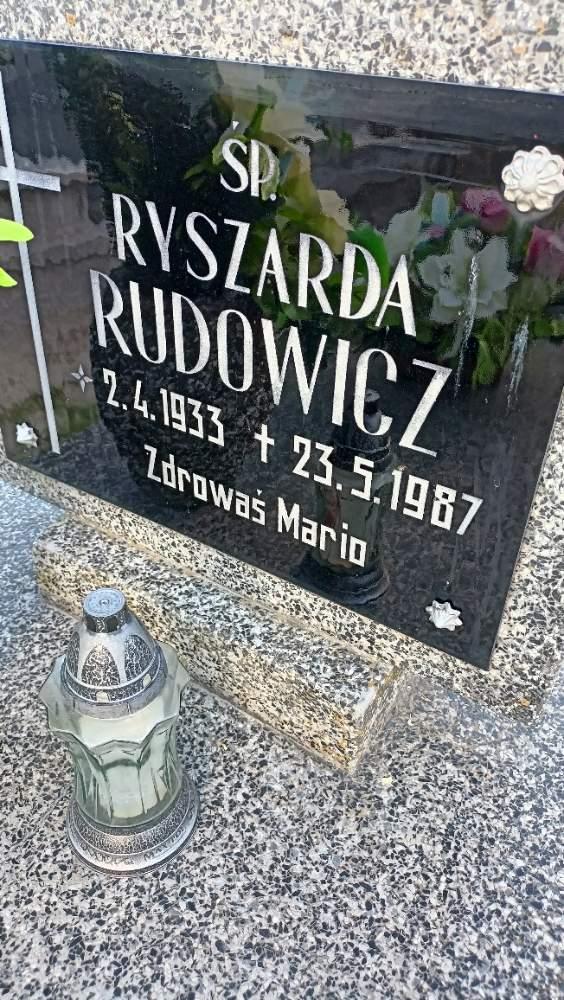 ŚP.
RYSZARDA
RUDOWICZ
2.4.1933 † 23.5.1987
Zdrowaś Mario